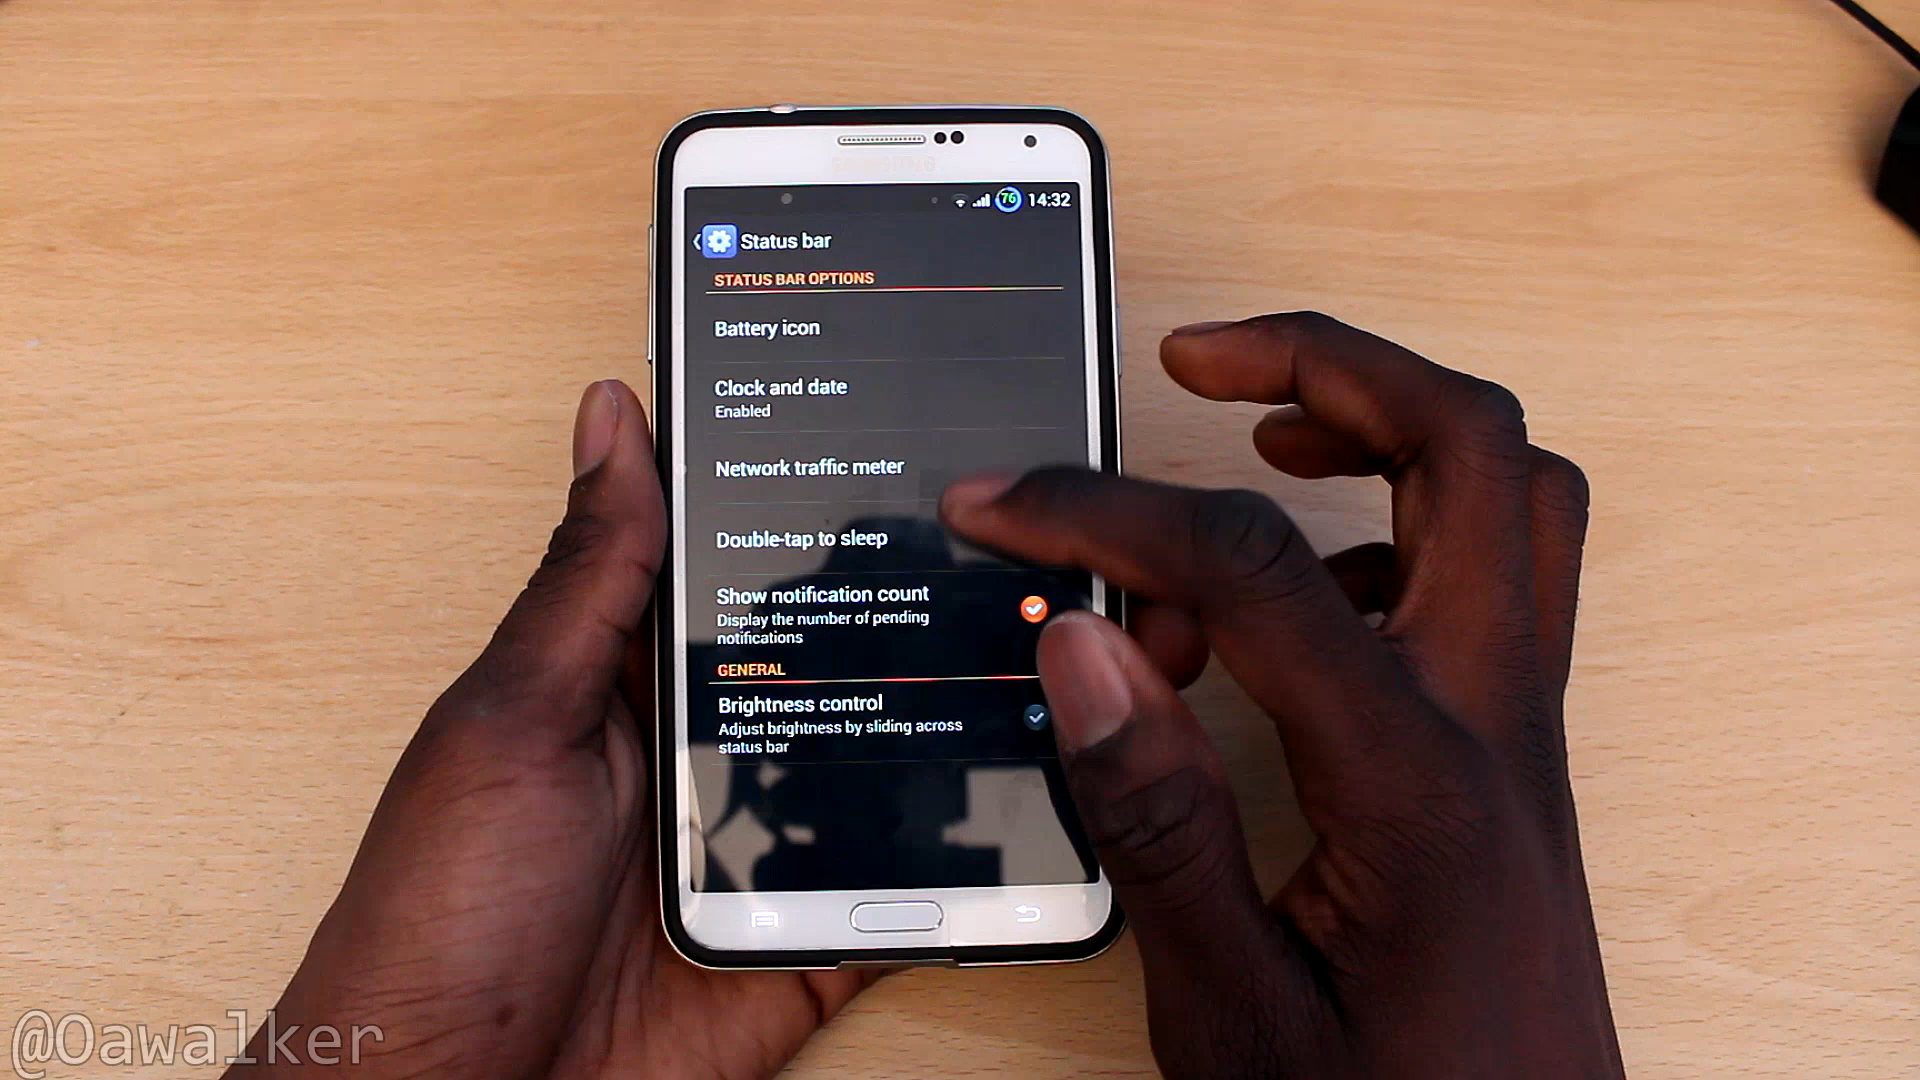 SAMSUNG
76 14:32
Status bar
STATUS BAR OPTIONS
Battery icon
Clock and date
Enabled
Network traffic meter
Double-tap to sleep
Show notification count
Display the number of pending
notifications
GENERAL
Brightness control
Adjust brightness by sliding across
status bar
@Oawalker